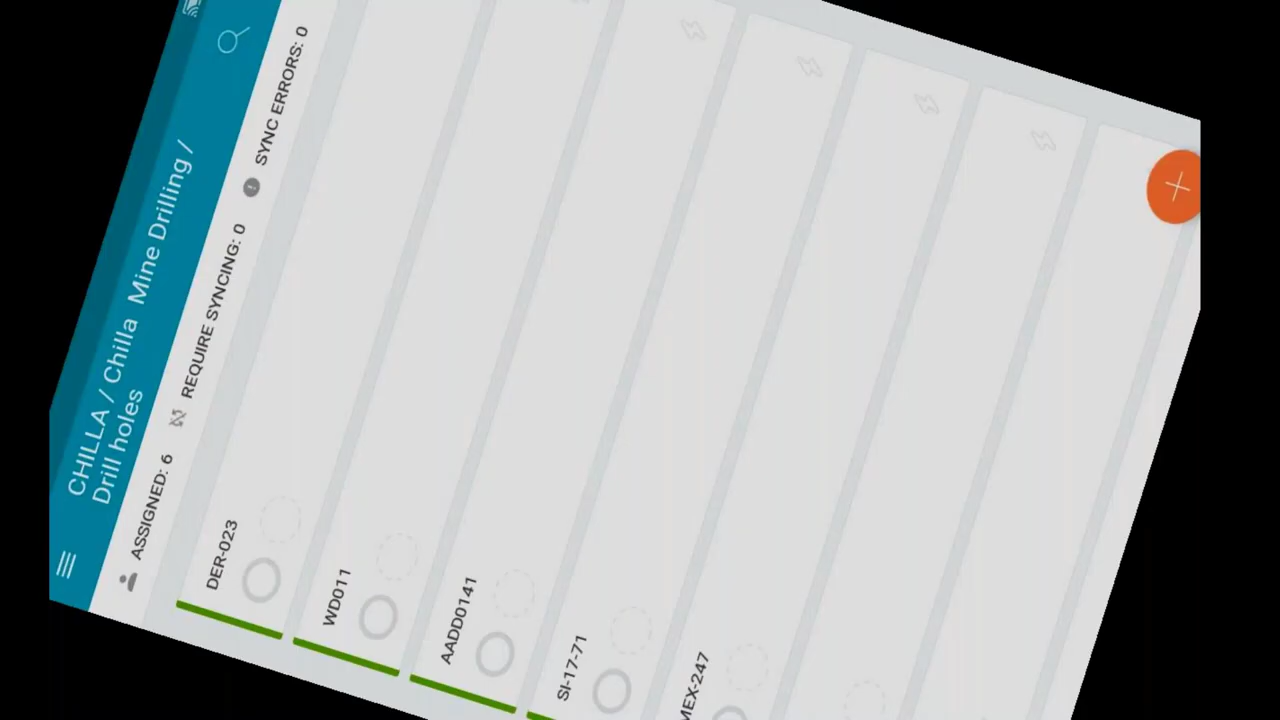 CHILLA / Chilla Mine Drilling /
Drill holes
ASSIGNED: 6 REQUIRE SYNCING: 0 SYNC ERRORS: 0
DER-023
WD011
AADD0141
SI-17-71
MEX-247